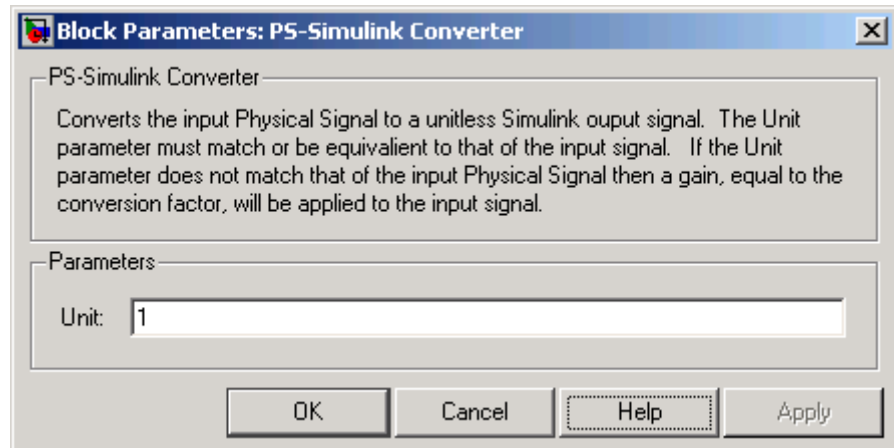 Block Parameters: PS-Simulink Converter
PS-Simulink Converter
Converts the input Physical Signal to a unitless Simulink ouput signal.  The Unit
parameter must match or be equivialent to that of the input signal.   If the Unit
parameter does not match that of the input Physical Signal then a gain, equal to the
conversion factor, will be applied to the input signal.
Parameters
Unit: 1
OK Cancel Help Apply